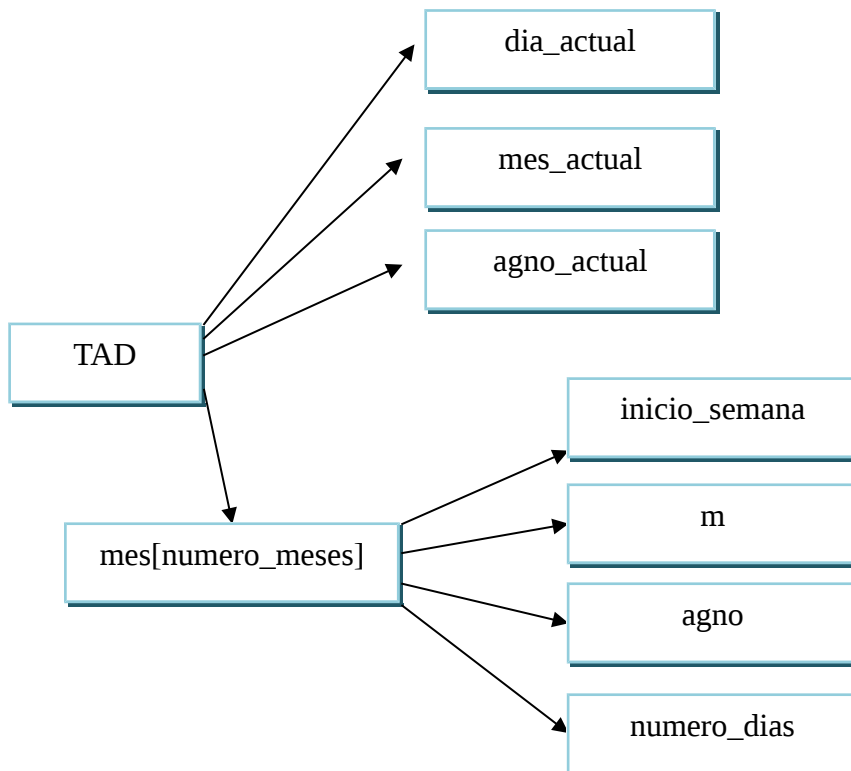 dia_actual
mes_actual
agno_actual
TAD
inicio_semana
mes[numero_meses]
m
agno
numero_dias